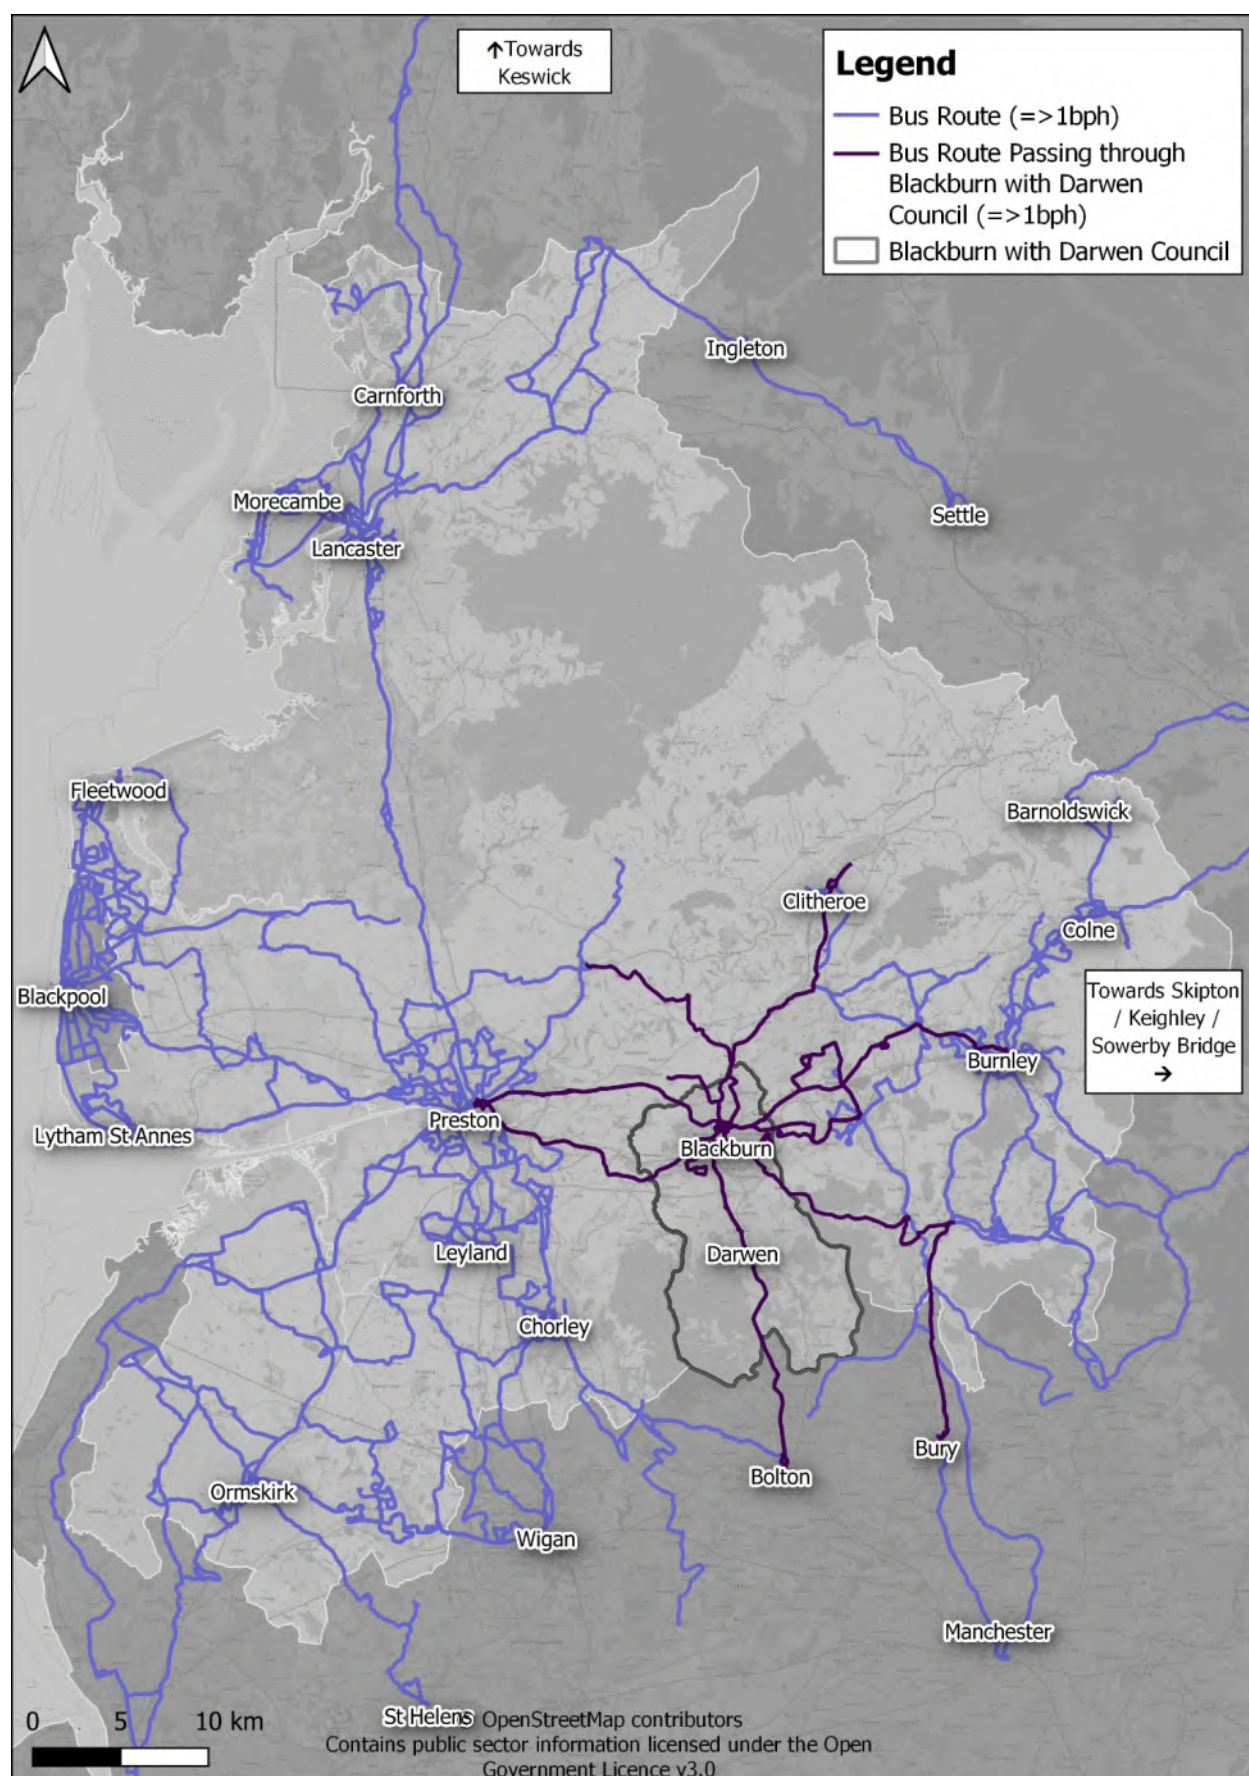 ↑Towards
Keswick
Legend
Bus Route (=>1bph)
Bus Route Passing through
Blackburn with Darwen
Council (=>1bph)
Blackburn with Darwen Council
Ingleton
Carnforth
Morecambe
Settle
Lancaster
Fleetwood
Barnoldswick
Clitheroe
Colne
Blackpool
Towards Skipton
/ Keighley /
Sowerby Bridge
→
Burnley
Preston
Lytham St Annes
Blackburn
Leyland
Darwen
Chorley
Bury
Bolton
Ormskirk
Wigan
Manchester
0 5 10 km
St Helens
OpenStreetMap contributors
Contains public sector information licensed under the Open
Government Licence v3.0